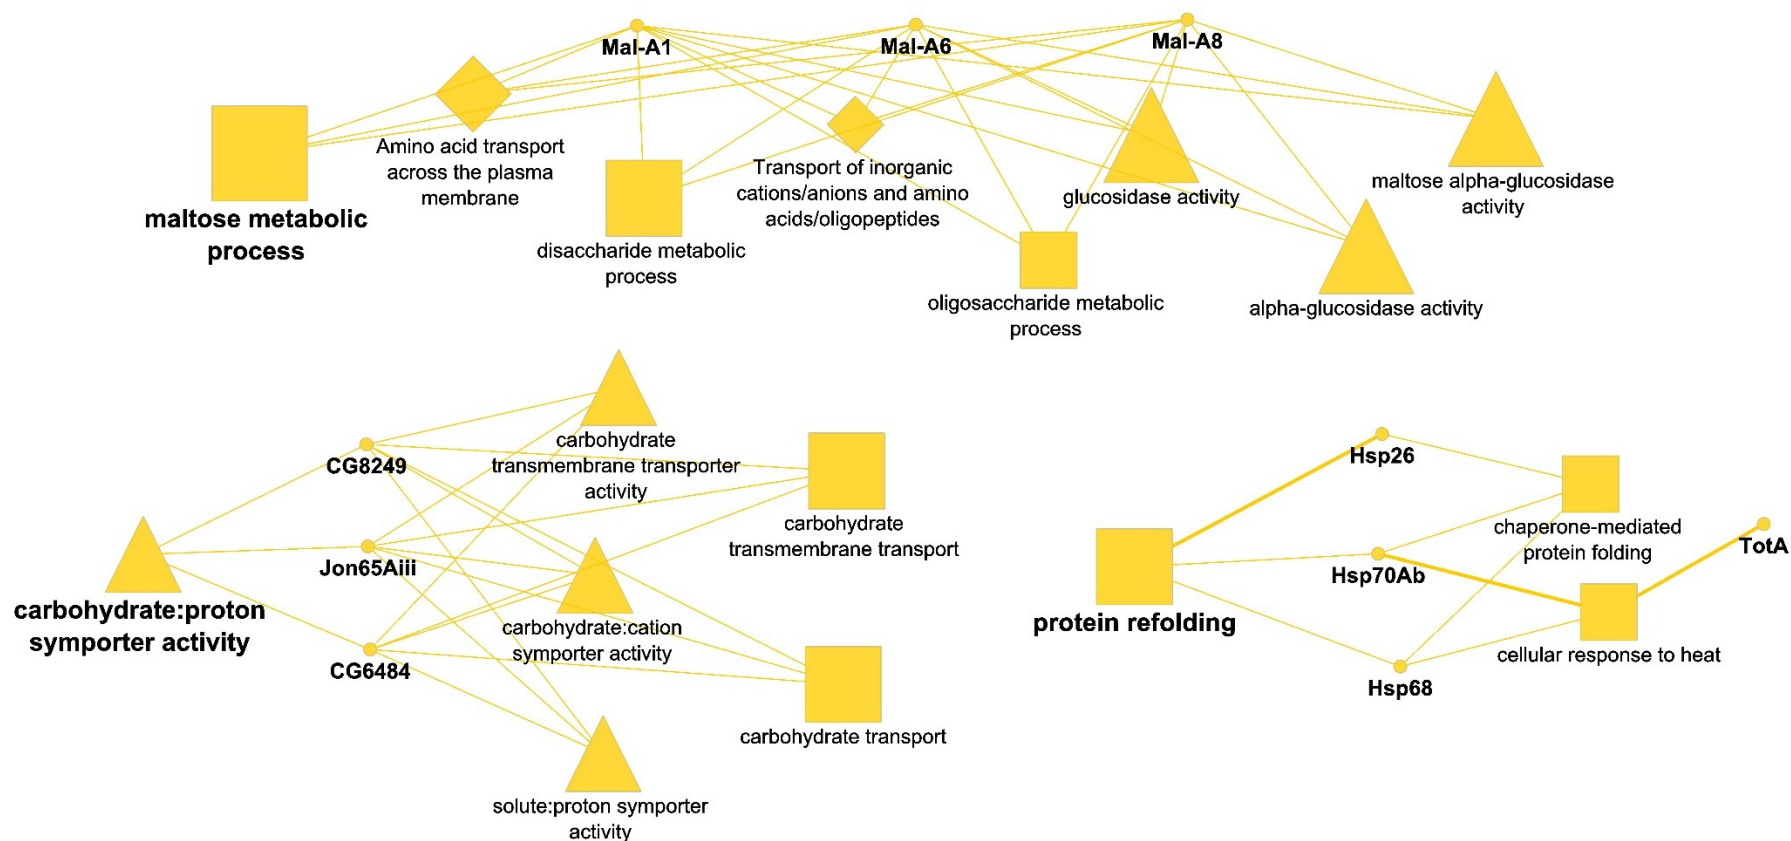 Mal-A1
Mal-A6
Mal-A8
Amino acid transport
across the plasma
membrane
maltose metabolic
process
disaccharide metabolic
process
Transport of inorganic
cations/anions and amino
acids/oligopeptides
glucosidase activity
oligosaccharide metabolic
process
maltose alpha-glucosidase
activity
alpha-glucosidase activity
carbohydrate
transmembrane transporter
activity
CG8249
carbohydrate
transmembrane transport
Jon65Aiii
carbohydrate:proton
symporter activity
carbohydrate:cation
symporter activity
CG6484
carbohydrate transport
solute:proton symporter
activity
Hsp26
chaperone-mediated
protein folding
TotA
Hsp70Ab
protein refolding
cellular response to heat
Hsp68